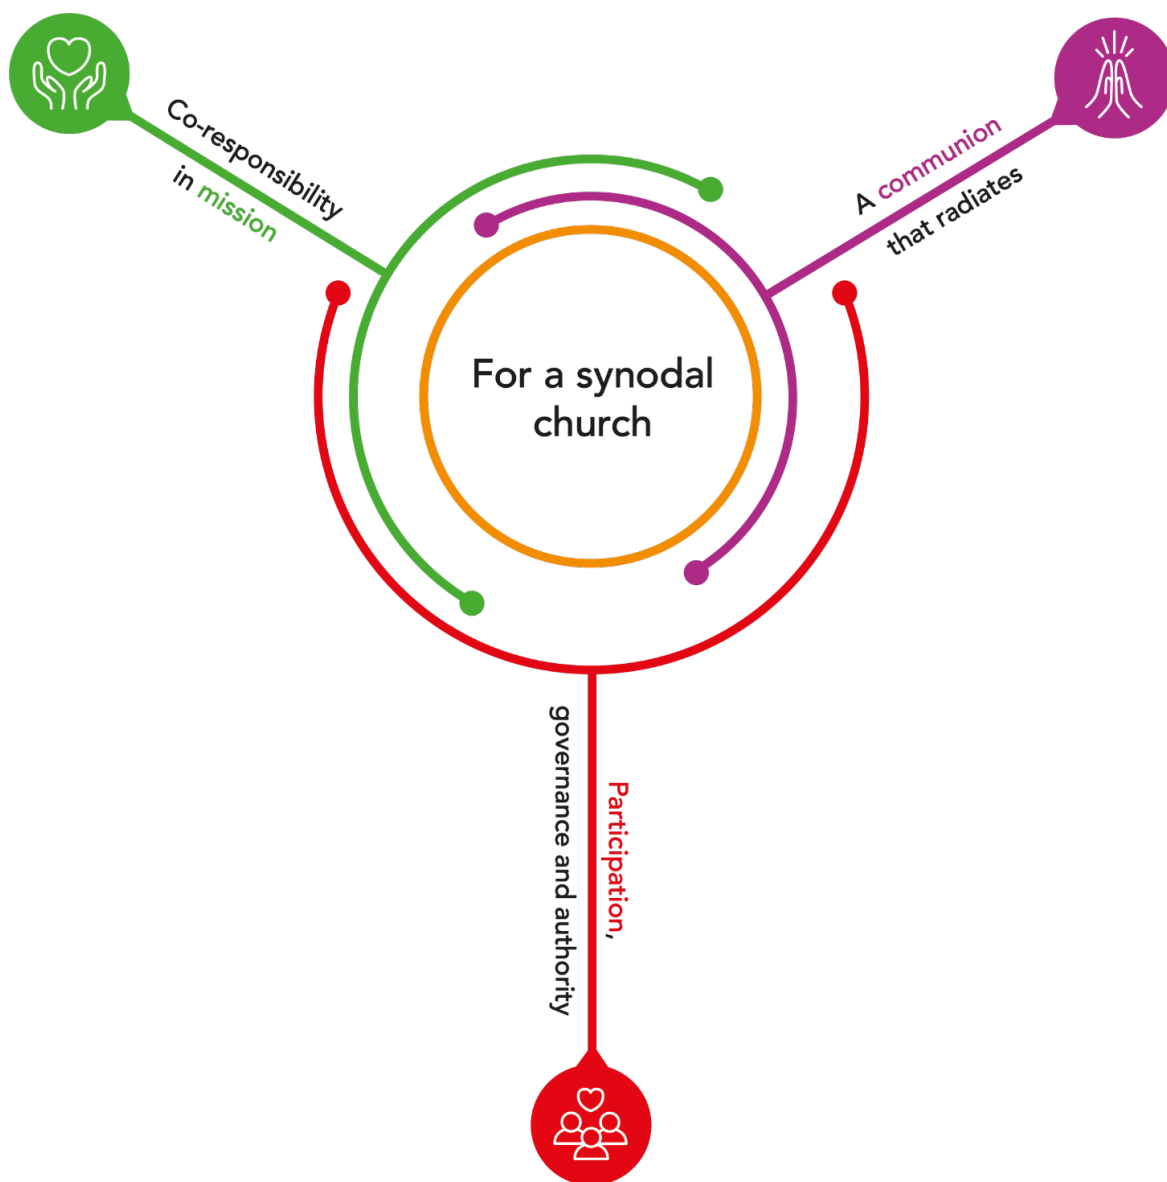 Co-responsibility
in mission
A communion
that radiates
For a synodal
church
Participation,
governance and authority